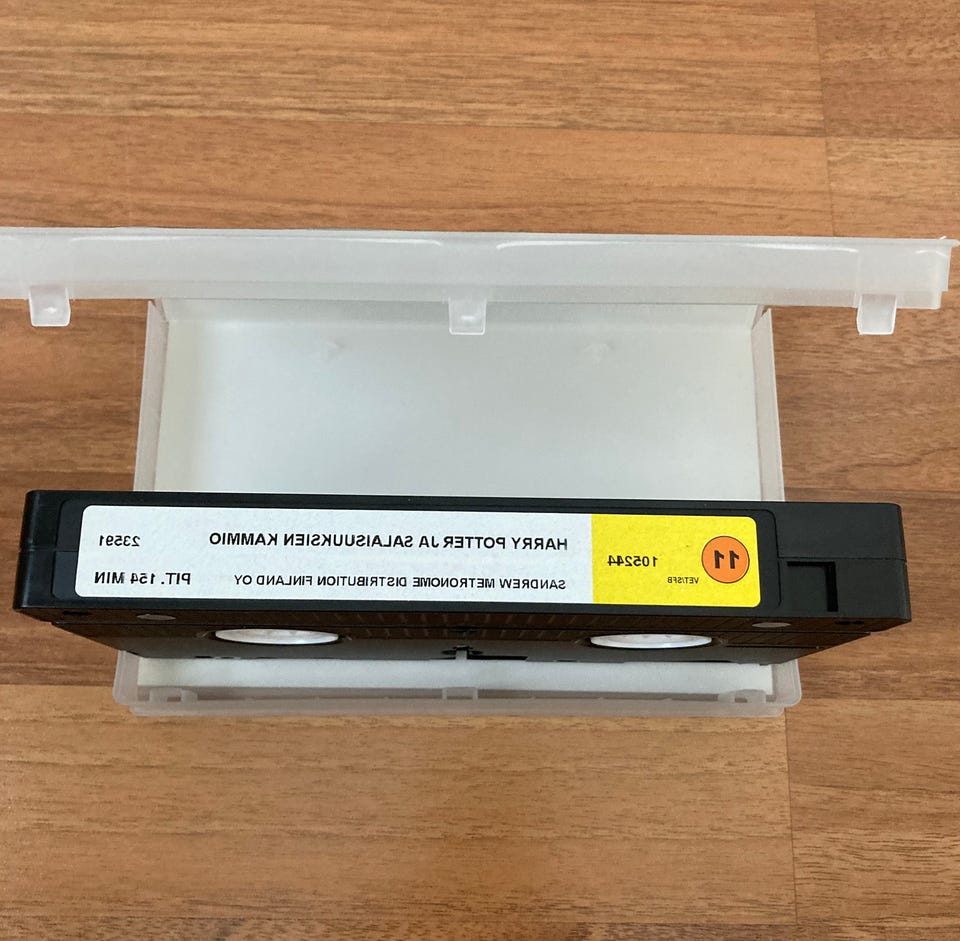 11
105244
VET/SFB
HARRY POTTER JA SALAISUUKSIEN KAMMIO
SANDREW METRONOME DISTRIBUTION FINLAND OY
23591
PIT. 154 MIN